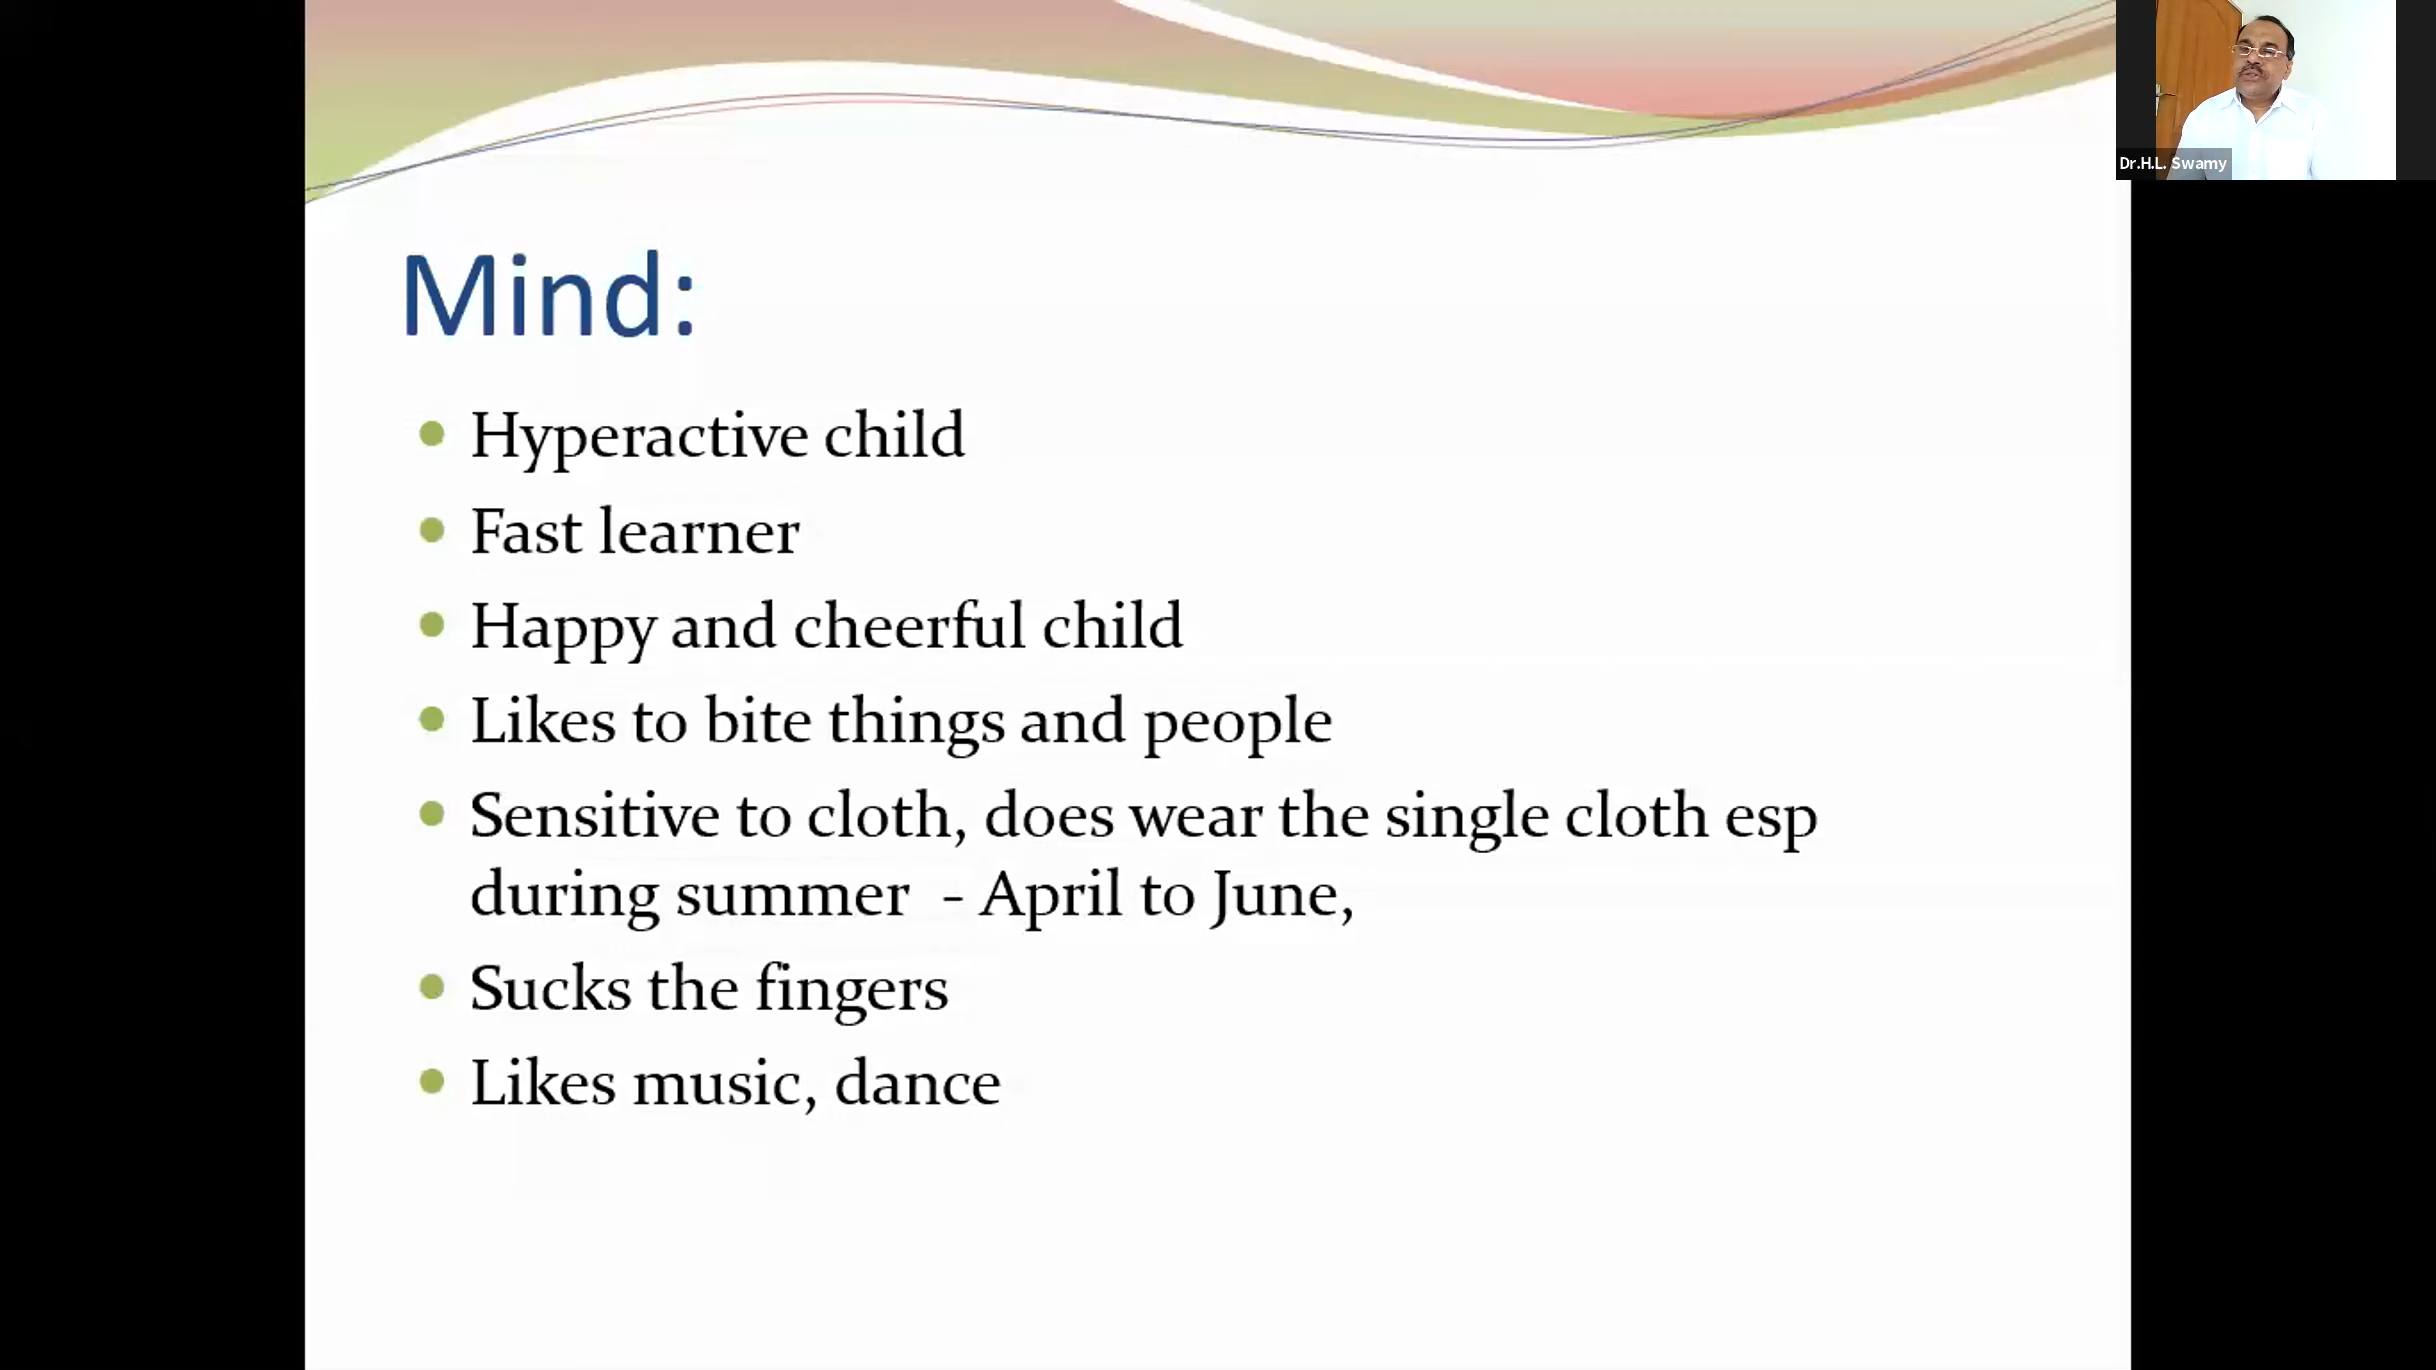 Dr.H.L. Swamy
Mind:
Hyperactive child
Fast learner
Happy and cheerful child
Likes to bite things and people
Sensitive to cloth, does wear the single cloth esp
during summer  - April to June,
Sucks the fingers
Likes music, dance